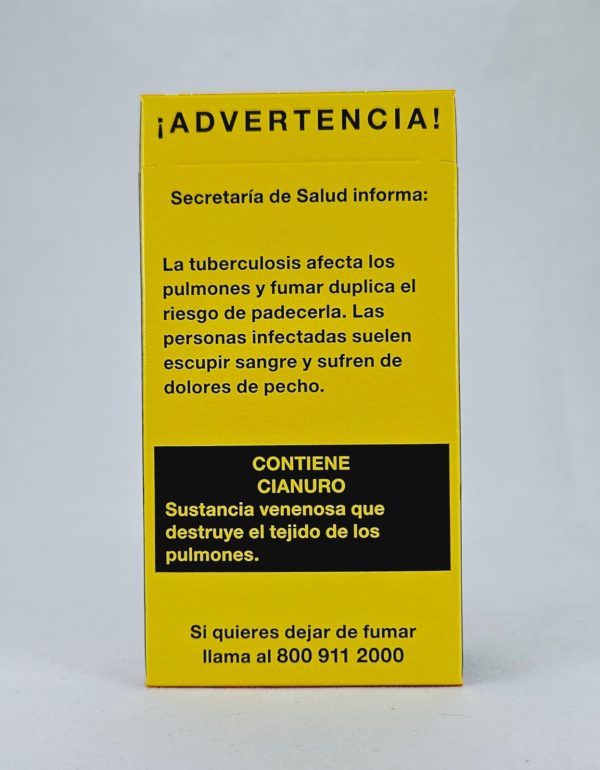 ¡ADVERTENCIA!
Secretaría de Salud informa:
La tuberculosis afecta los
pulmones y fumar duplica el
riesgo de padecerla. Las
personas infectadas suelen
escupir sangre y sufren de
dolores de pecho.
CONTIENE
CIANURO
Sustancia venenosa que
destruye el tejido de los
pulmones.
Si quieres dejar de fumar
llama al 800 911 2000